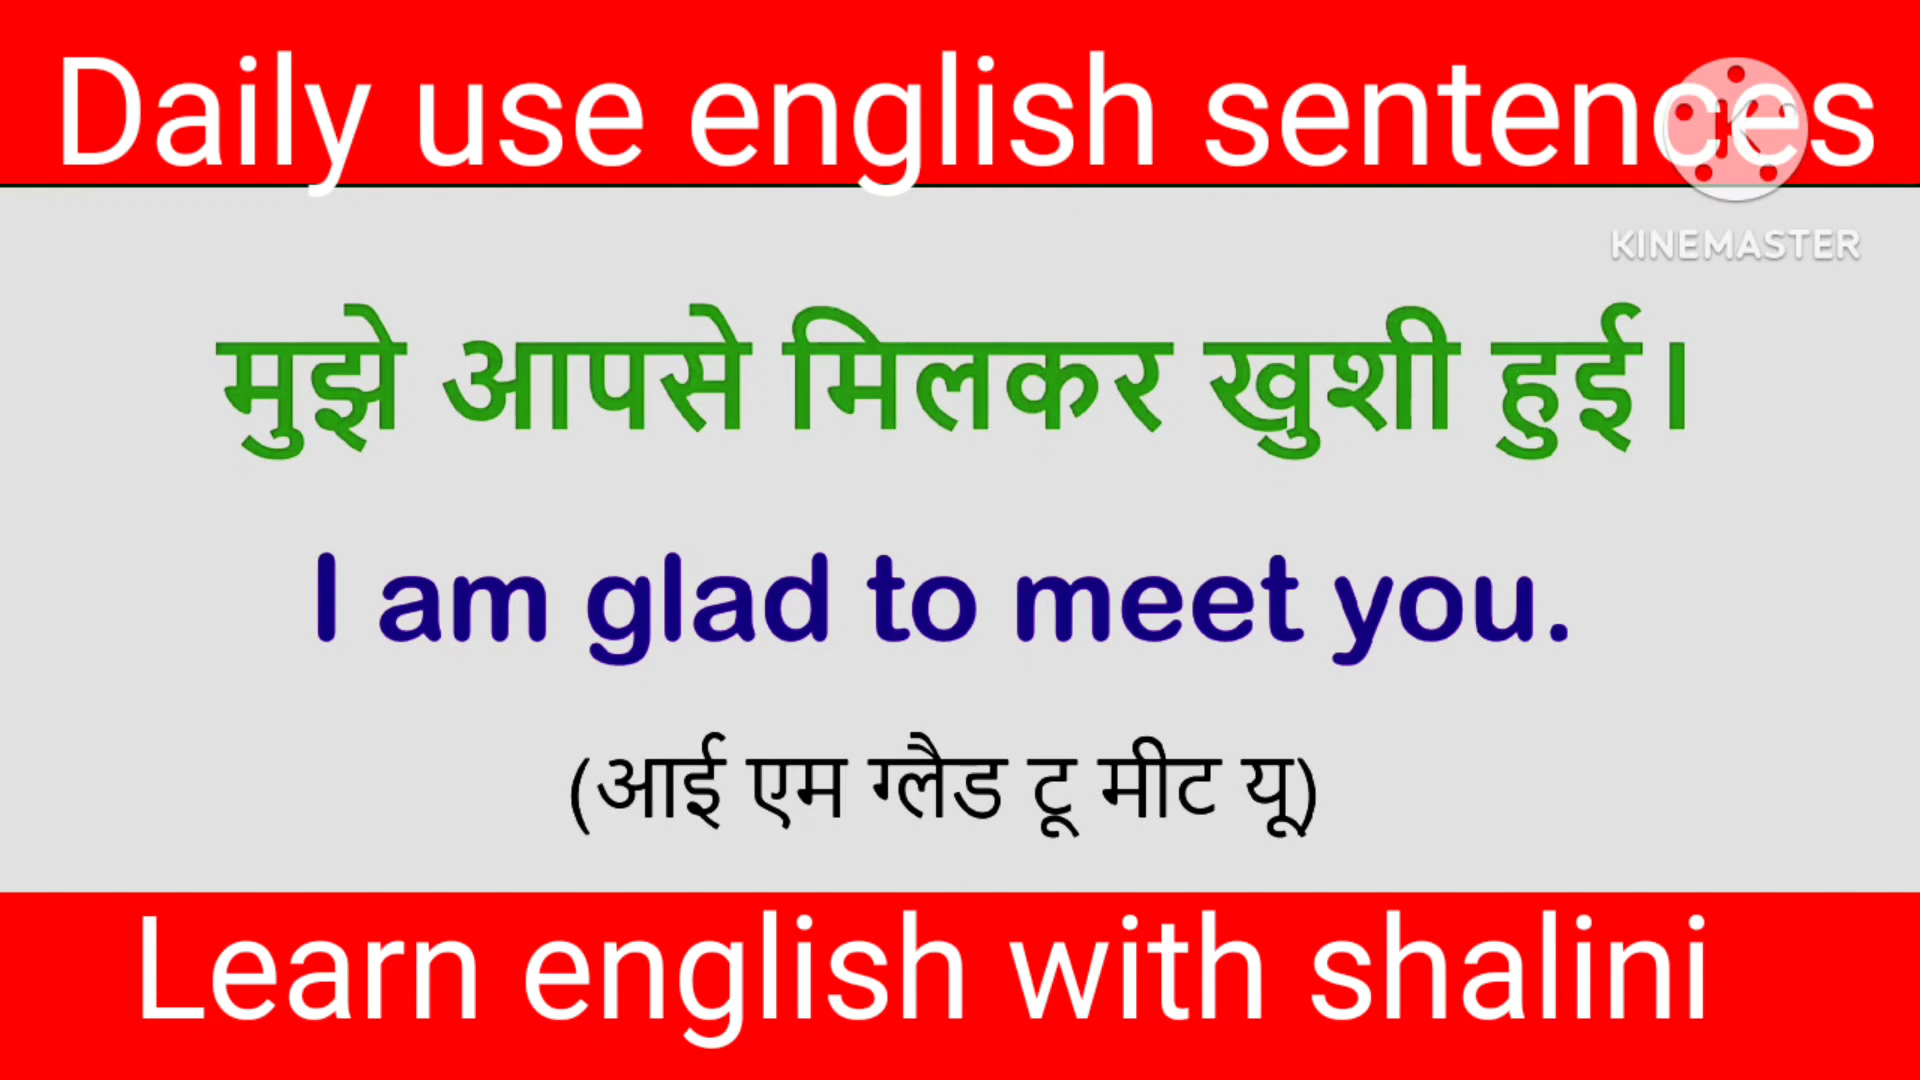 Daily use english sentences
KINEMASTER
मुझे आपसे मिलकर खुशी हुई।
I am glad to meet you.
(आई एम ग्लैड टू मीट यू)
Learn english with shalini